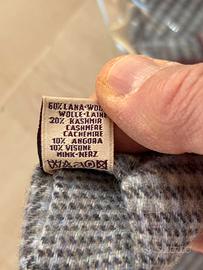 60% LANA-WOOL
WOLLE-LAINE
20% KASHMIR
CASHMERE
CACHEMIRE
10% ANGORA
10% VISONE
MINK-NERZ